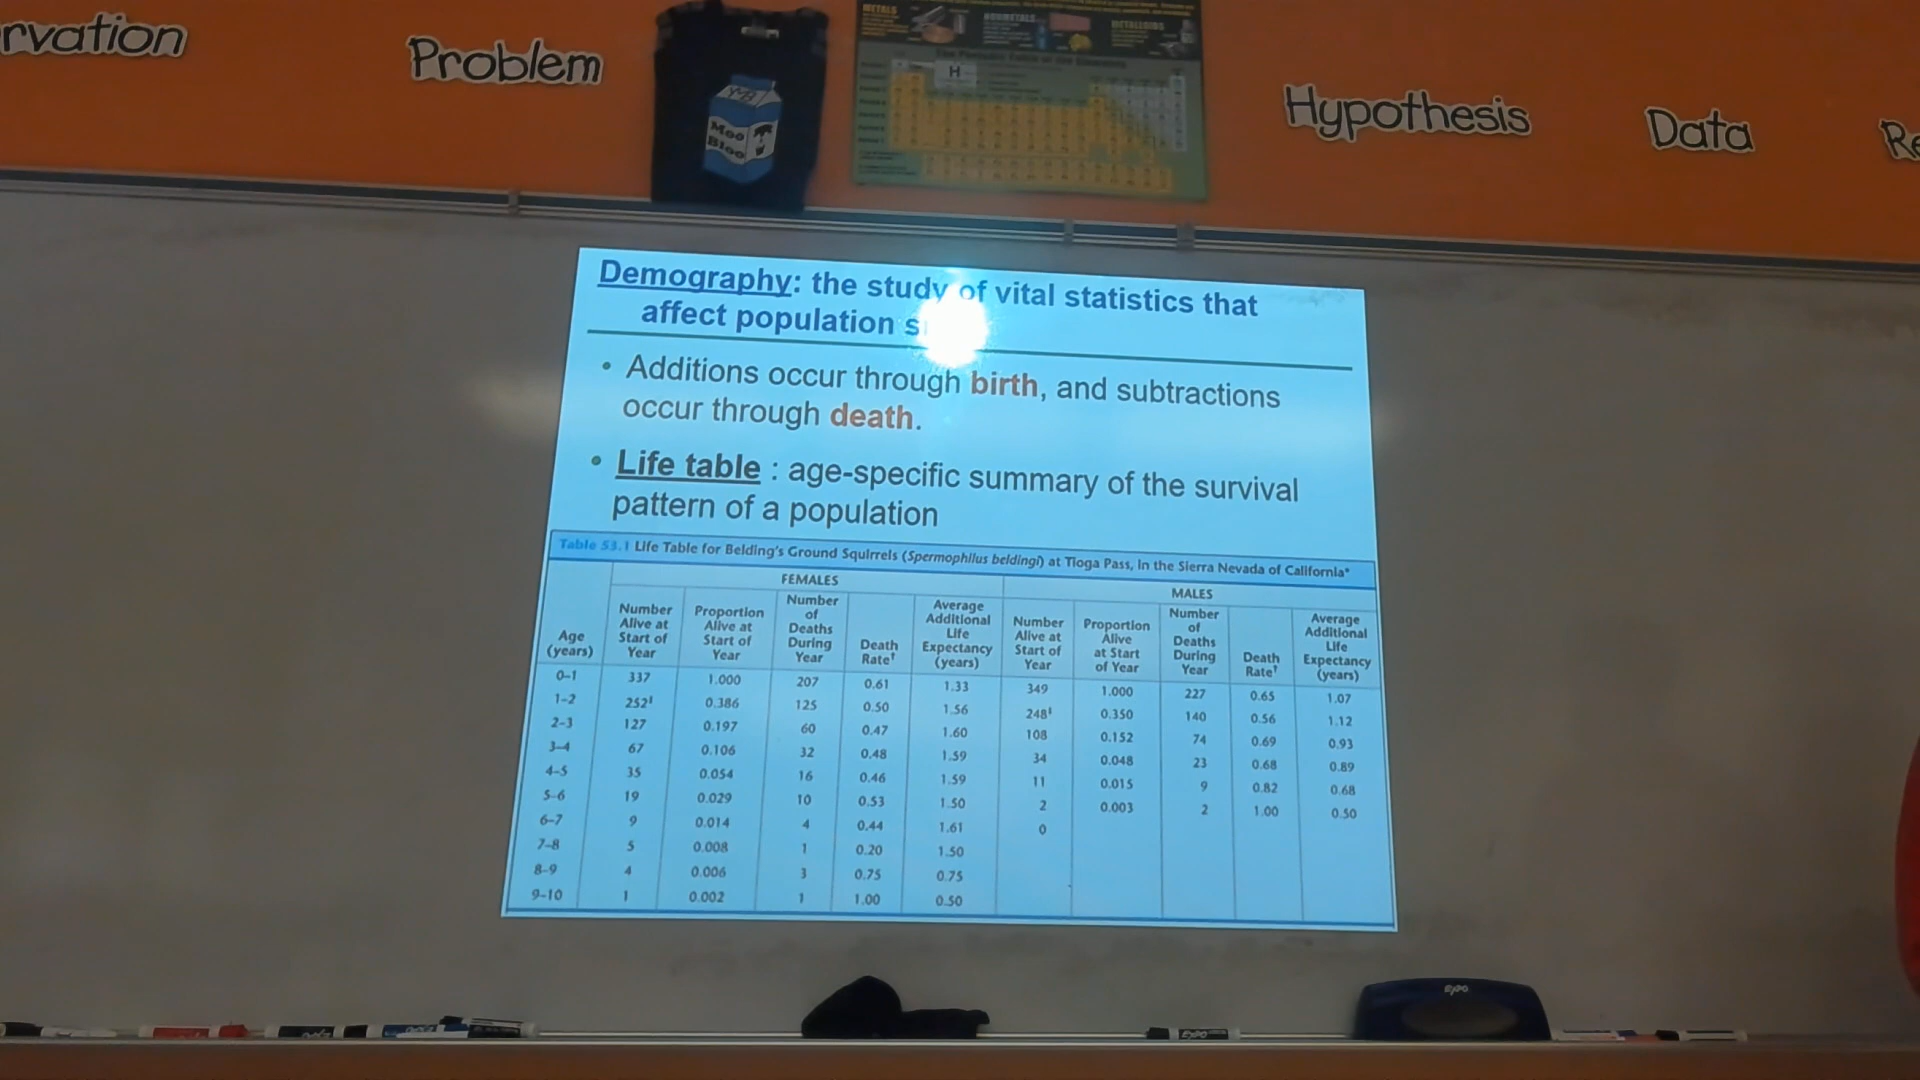 rvation
Problem
Hypothesis
Data
Re
METALS
NONMETALS
METALLOIDS
The Periodic Table of the Elements
H
Moo
Bloo
Demography: the study of vital statistics that
affect population s
• Additions occur through birth, and subtractions
occur through death.
• Life table : age-specific summary of the survival
pattern of a population
Table 53.1 Life Table for Belding's Ground Squirrels (Spermophilus beldingi) at Tioga Pass, in the Sierra Nevada of California*
FEMALES MALES
Age (years) Number Alive at Start of Year Proportion Alive at Start of Year Number of Deaths During Year Death Rate† Average Additional Life Expectancy (years) Number Alive at Start of Year Proportion Alive at Start of Year Number of Deaths During Year Death Rate† Average Additional Life Expectancy (years)
0–1 337 1.000 207 0.61 1.33 349 1.000 227 0.65 1.07
1–2 252‡ 0.386 125 0.50 1.56 248‡ 0.350 140 0.56 1.12
2–3 127 0.197 60 0.47 1.60 108 0.152 74 0.69 0.93
3–4 67 0.106 32 0.48 1.59 34 0.048 23 0.68 0.89
4–5 35 0.054 16 0.46 1.59 11 0.015 9 0.82 0.68
5–6 19 0.029 10 0.53 1.50 2 0.003 2 1.00 0.50
6–7 9 0.014 4 0.44 1.61 0
7–8 5 0.008 1 0.20 1.50
8–9 4 0.006 3 0.75 0.75
9–10 1 0.002 1 1.00 0.50
expo
expo